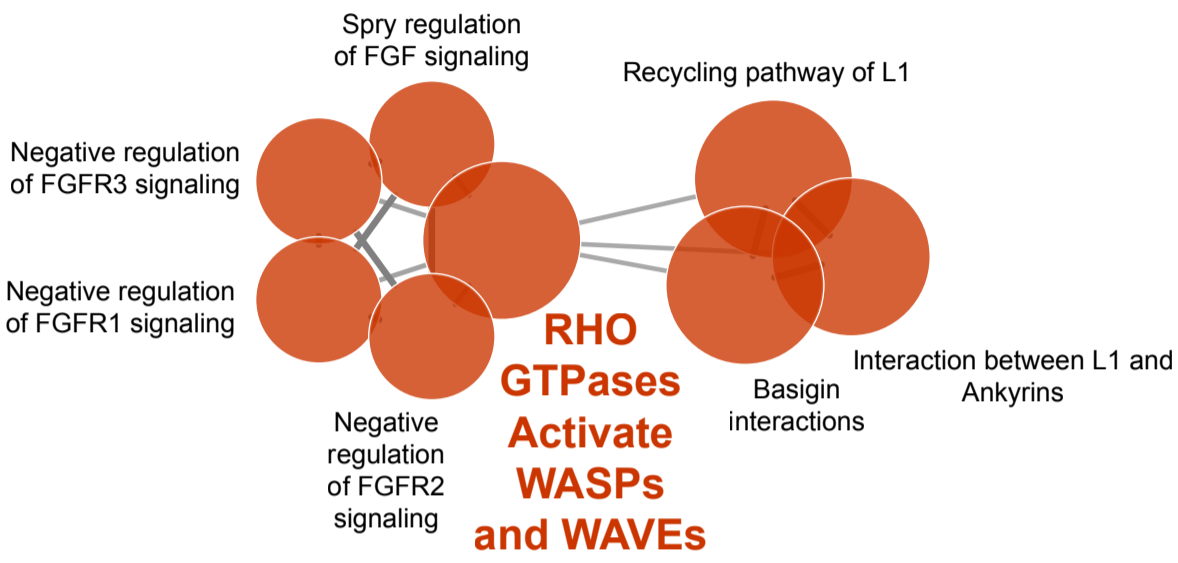 Spry regulation
of FGF signaling
Recycling pathway of L1
Negative regulation
of FGFR3 signaling
Negative regulation
of FGFR1 signaling
RHO
GTPases
Activate
WASPs
and WAVEs
Interaction between L1 and
Ankyrins
Basigin
interactions
Negative
regulation
of FGFR2
signaling